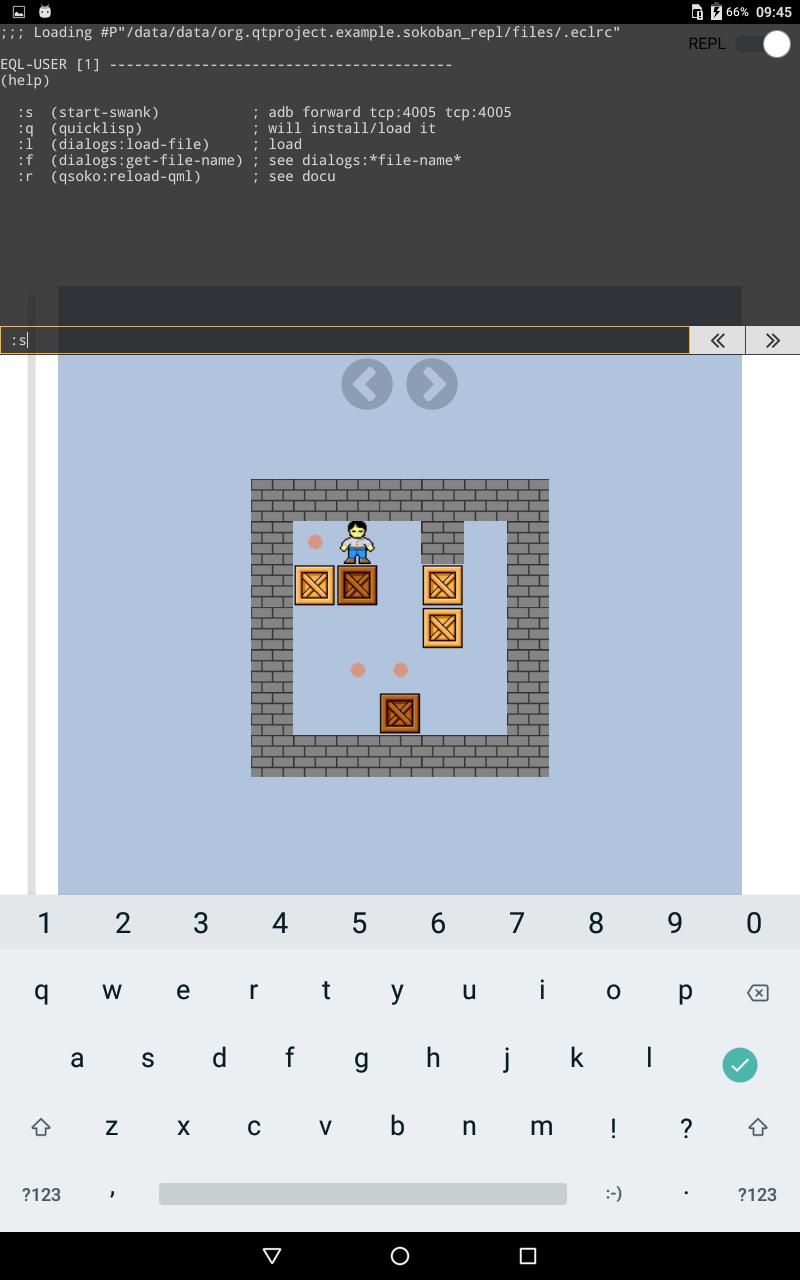 66% 09:45
;;; Loading #P"/data/data/org.qtproject.example.sokoban_repl/files/.eclrc"
REPL
EQL-USER [1] -----------------------------------------
(help)
:s (start-swank) ; adb forward tcp:4005 tcp:4005
:q (quicklisp) ; will install/load it
:l (dialogs:load-file) ; load
:f (dialogs:get-file-name) ; see dialogs:*file-name*
:r (qsoko:reload-qml) ; see docu
:s
1 2 3 4 5 6 7 8 9 0
q w e r t y u i o p
a s d f g h j k l
z x c v b n m ! ?
?123 , :-) . ?123